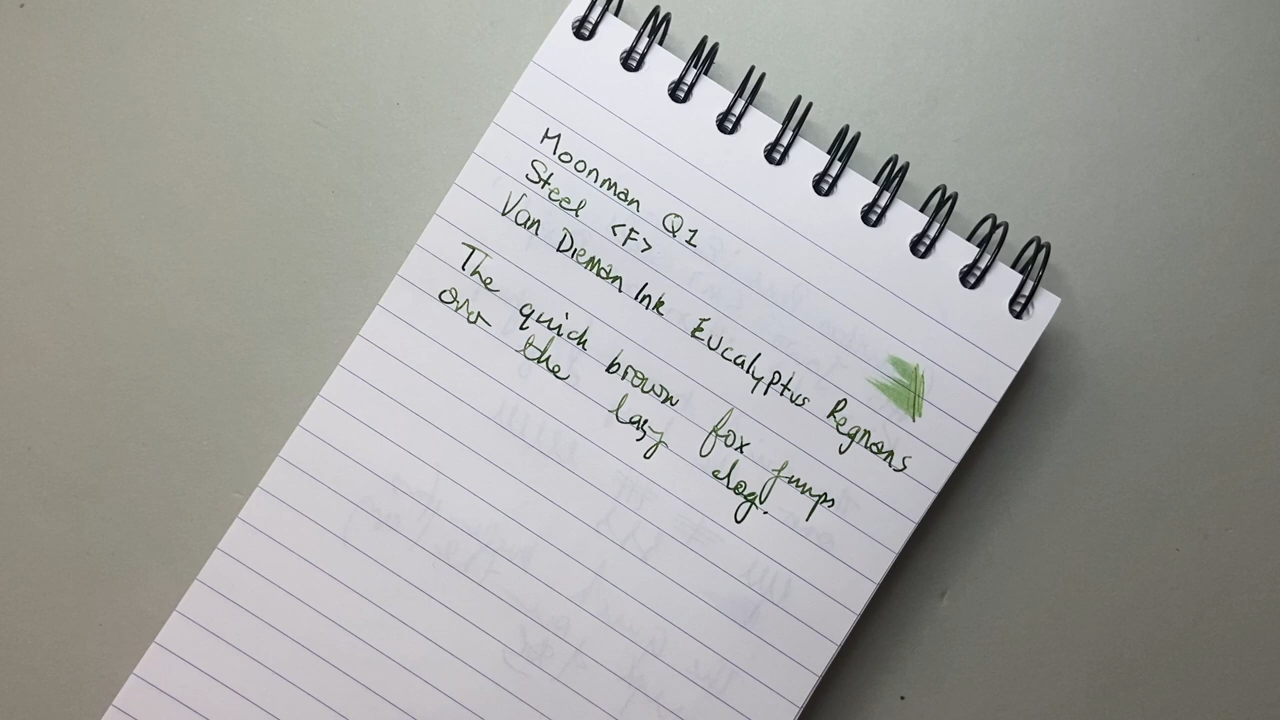 Moonman Q1
Steel <F>
Van Dieman Ink Eucalyptus Regnans
The quick brown fox jumps
over the lazy dog.